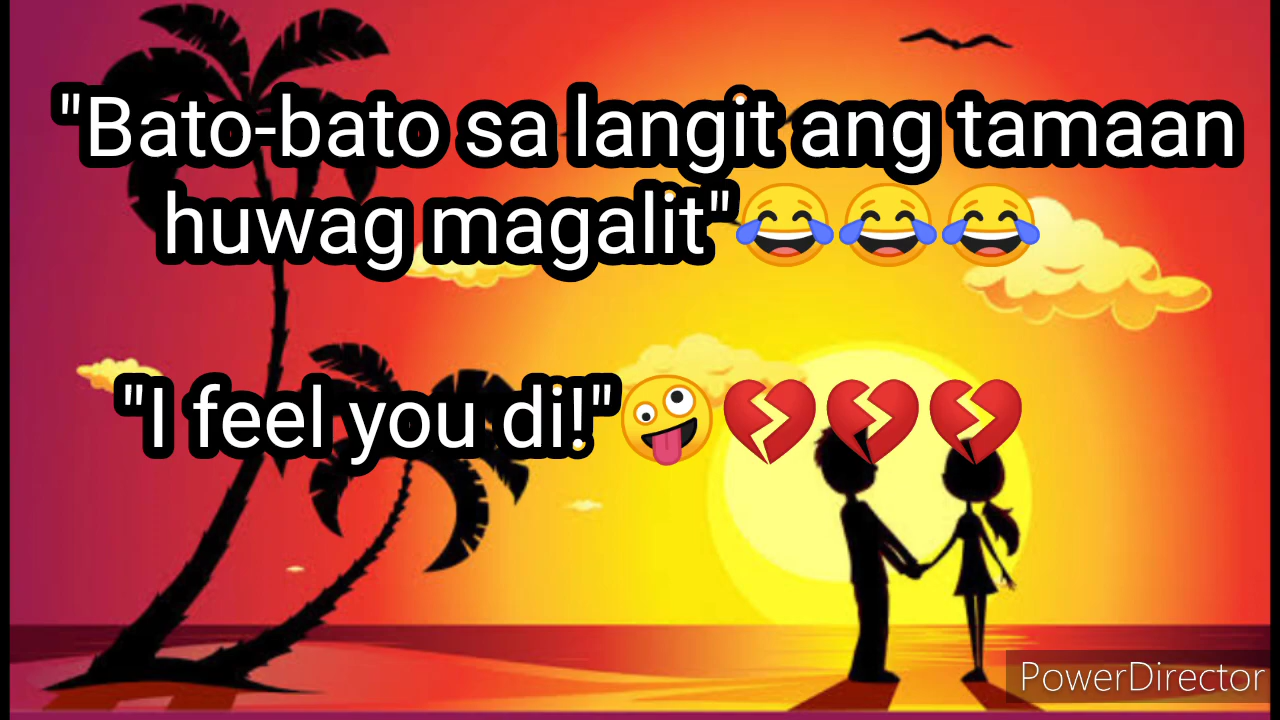 "Bato-bato sa langit ang tamaan
huwag magalit"😂😂😂
"I feel you di!"🤪💔💔💔
PowerDirector